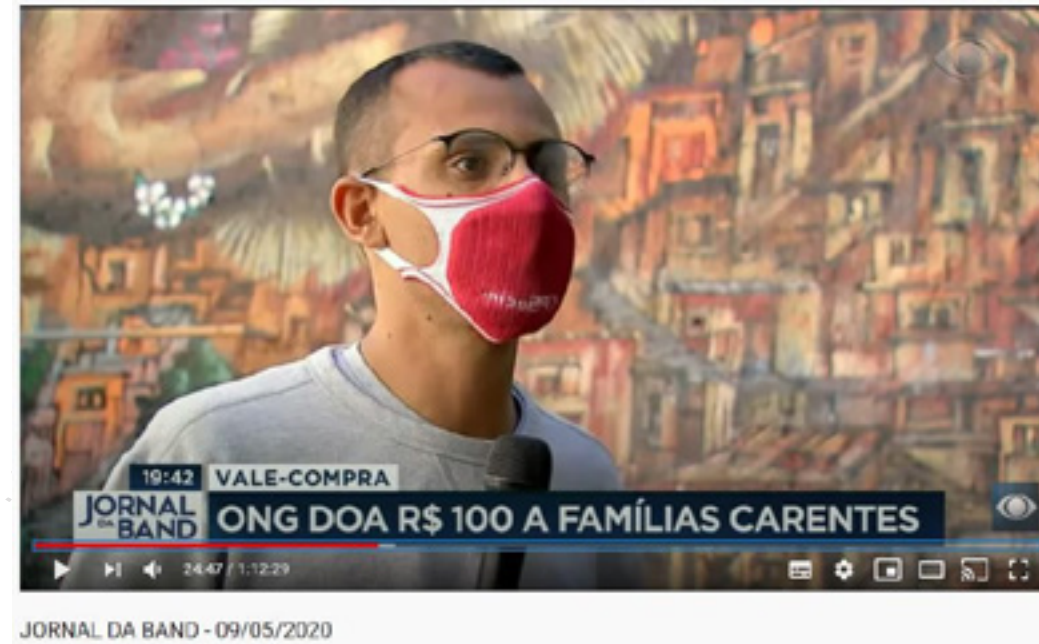 19:42 VALE-COMPRA
JORNAL DA BAND
ONG DOA R$ 100 A FAMÍLIAS CARENTES
24:47 / 1:12:29
JORNAL DA BAND - 09/05/2020